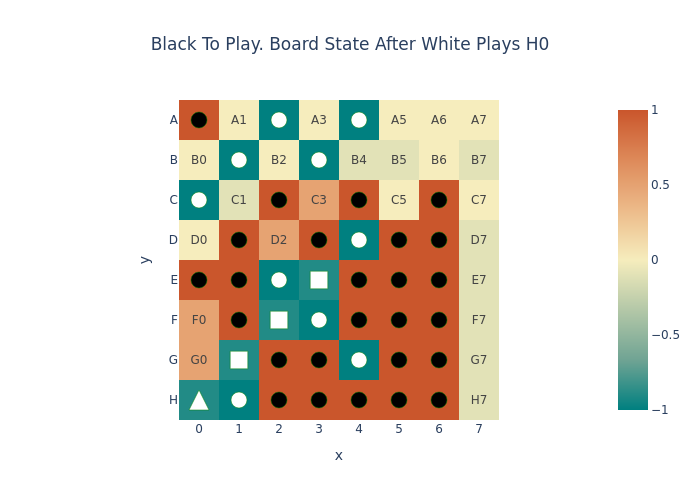 Black To Play. Board State After White Plays H0
A A1 A3 A5 A6 A7
B B0 B2 B4 B5 B6 B7
C C1 C3 C5 C7
D D0 D2 D7
E E7
F F0 F7
G G0 G7
H H7
0 1 2 3 4 5 6 7
x
y
1
0.5
0
−0.5
−1